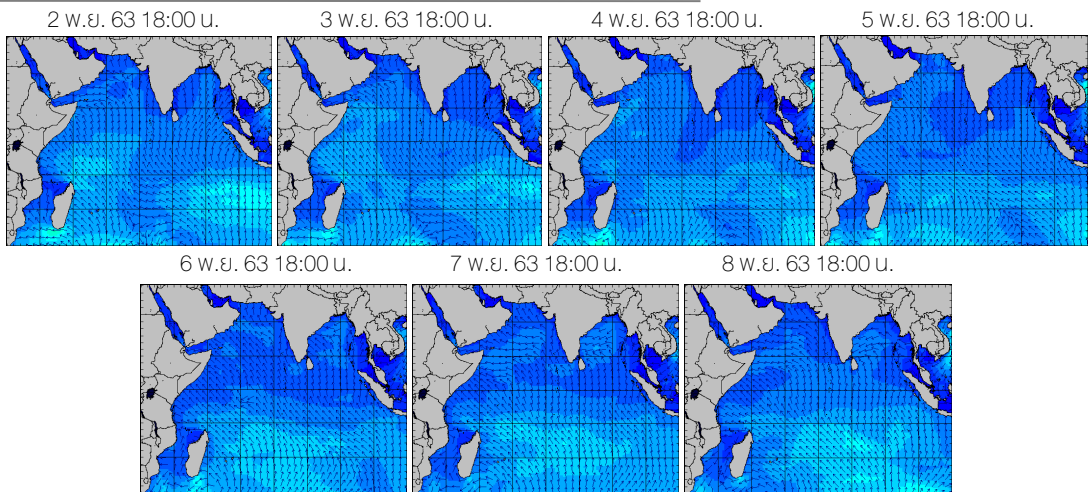 2 พ.ย. 63 18:00 น.
3 พ.ย. 63 18:00 น.
4 พ.ย. 63 18:00 น.
5 พ.ย. 63 18:00 น.
6 พ.ย. 63 18:00 น.
7 พ.ย. 63 18:00 น.
8 พ.ย. 63 18:00 น.